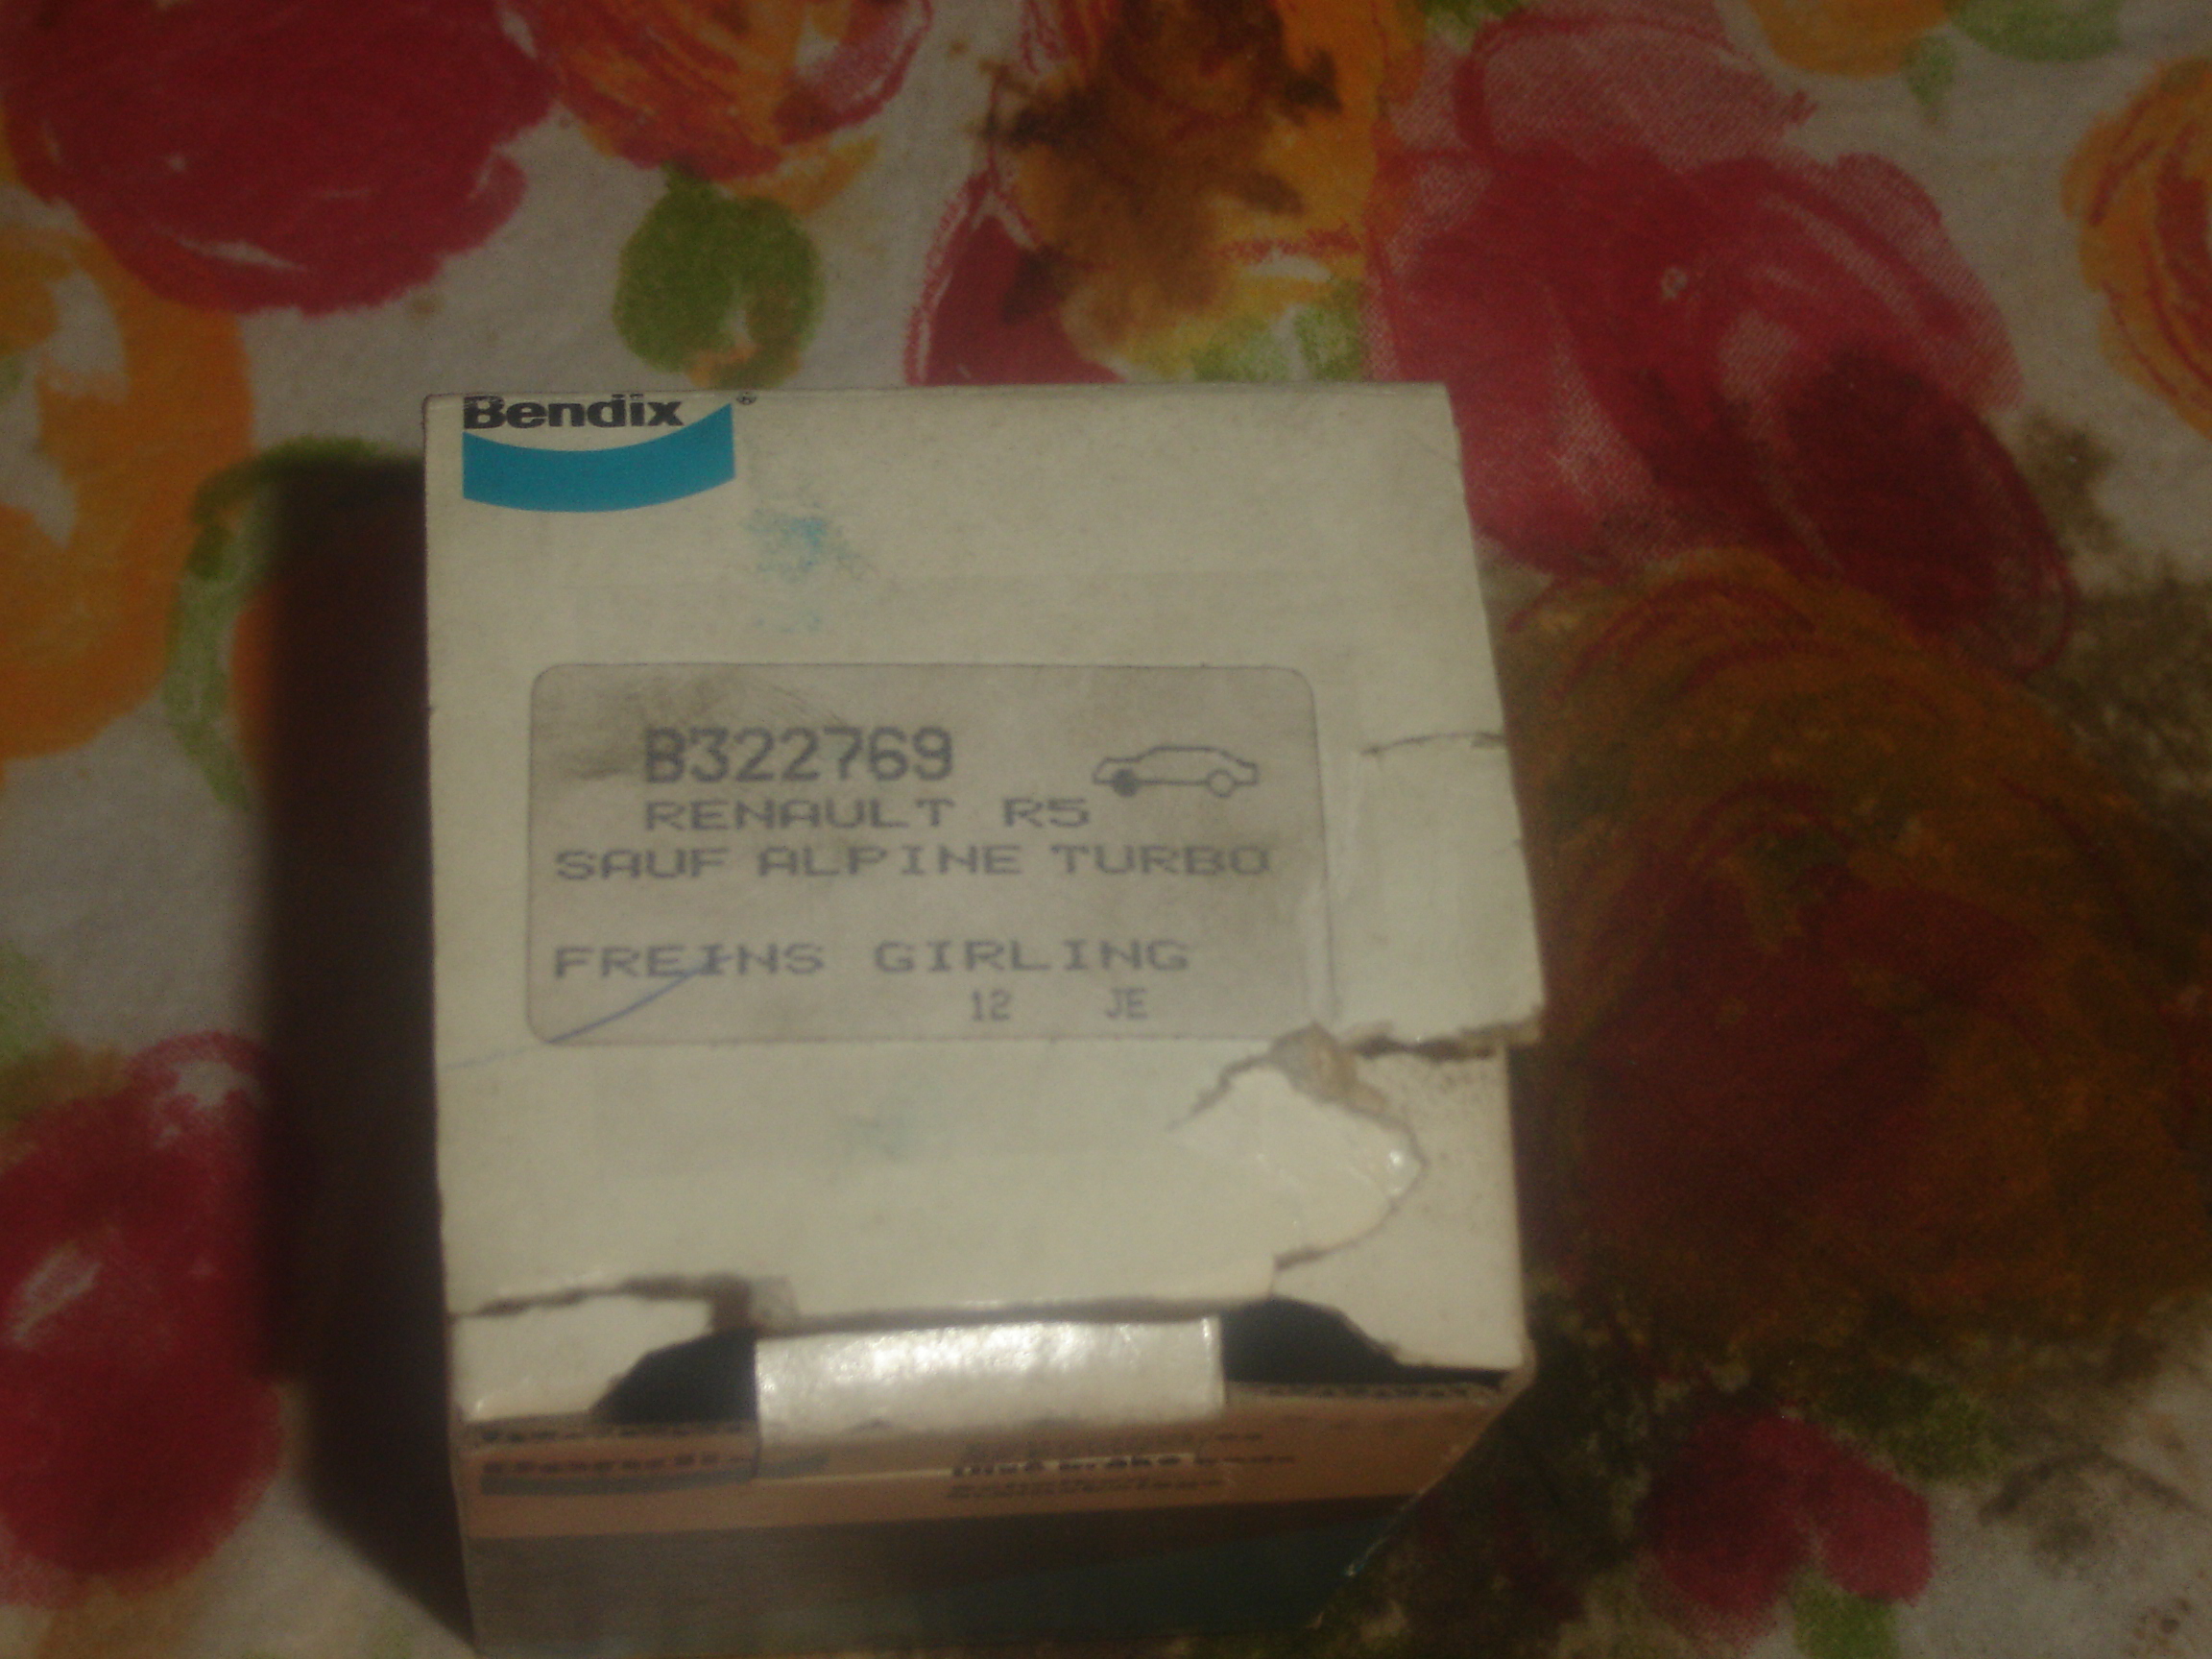 Bendix®
B322769
RENAULT R5
SAUF ALPINE TURBO
FREINS GIRLING
12 JE